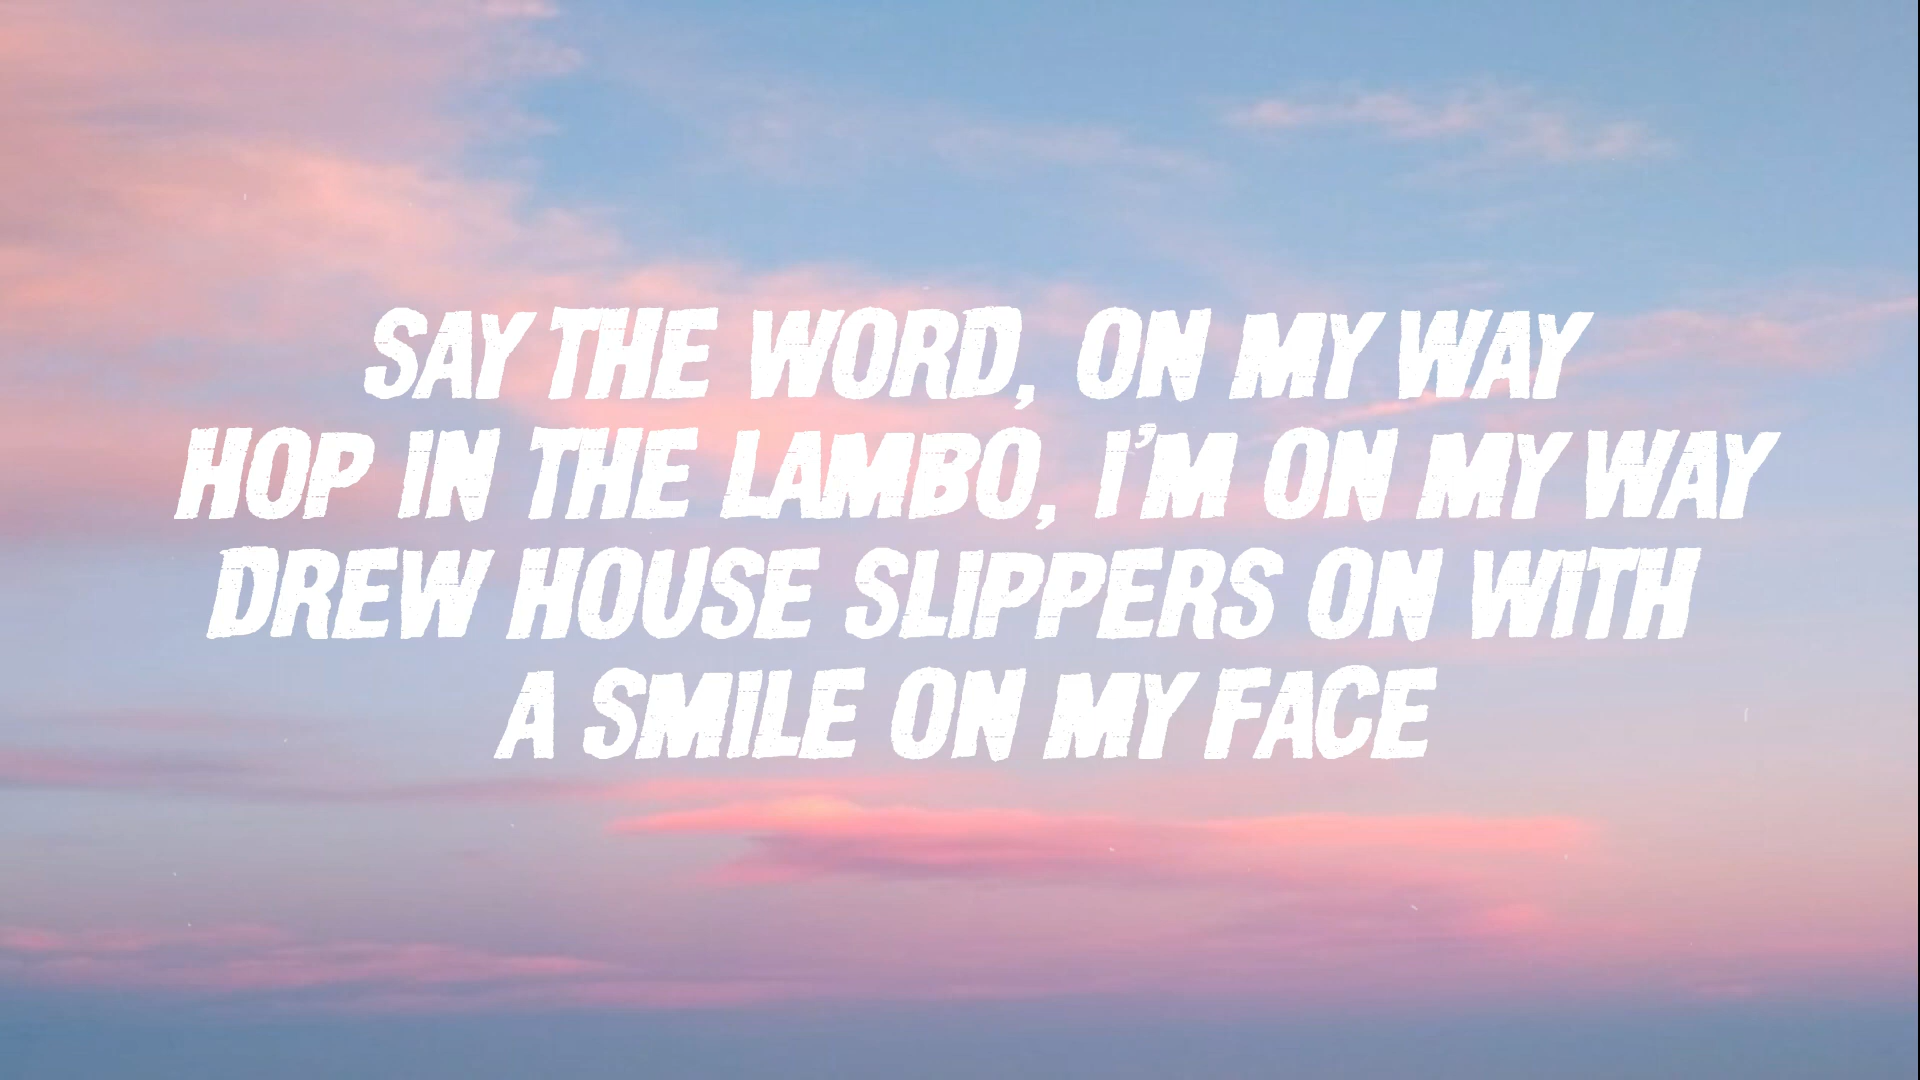 SAY THE WORD, ON MY WAY
HOP IN THE LAMBO, I'M ON MY WAY
DREW HOUSE SLIPPERS ON WITH
A SMILE ON MY FACE